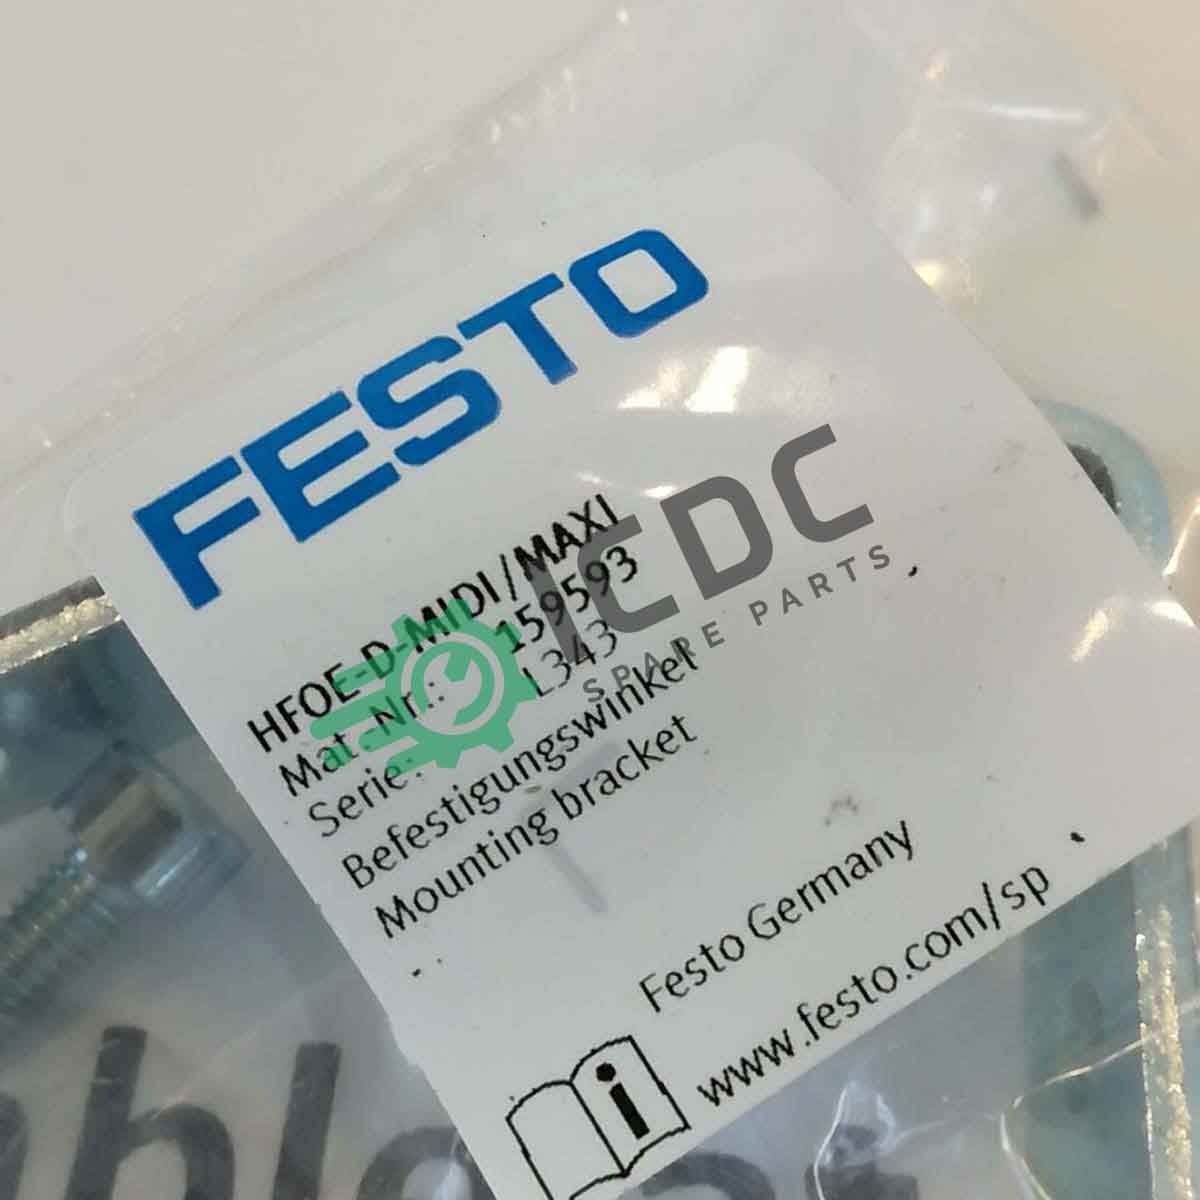 FESTO
HFOE-D-MIDI/MAXI
Mat.-Nr.: 159593
Serie: L343
Befestigungswinkel
Mounting bracket
ICDC
SPARE PARTS
Festo Germany
www.festo.com/sp
i